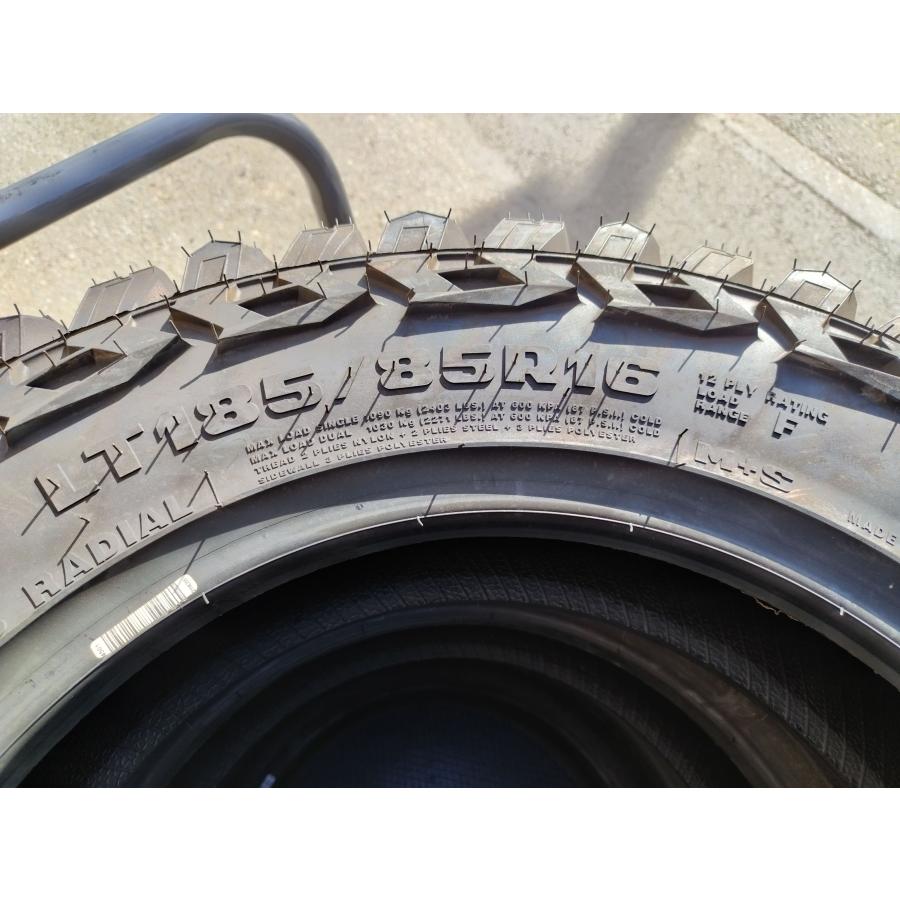 LT185/85R16
MAX LOAD SINGLE 1090 Kg (2403 LBS.) AT 600 KPA (87 P.S.I.) COLD
MAX LOAD DUAL 1030 Kg (2271 LBS.) AT 600 KPA (87 P.S.I.) COLD
TREAD 2 PLIES NYLON + 2 PLIES STEEL + 3 PLIES POLYESTER
SIDEWALL 3 PLIES POLYESTER
12 PLY RATING
LOAD
RANGE F
M+S
RADIAL
MADE